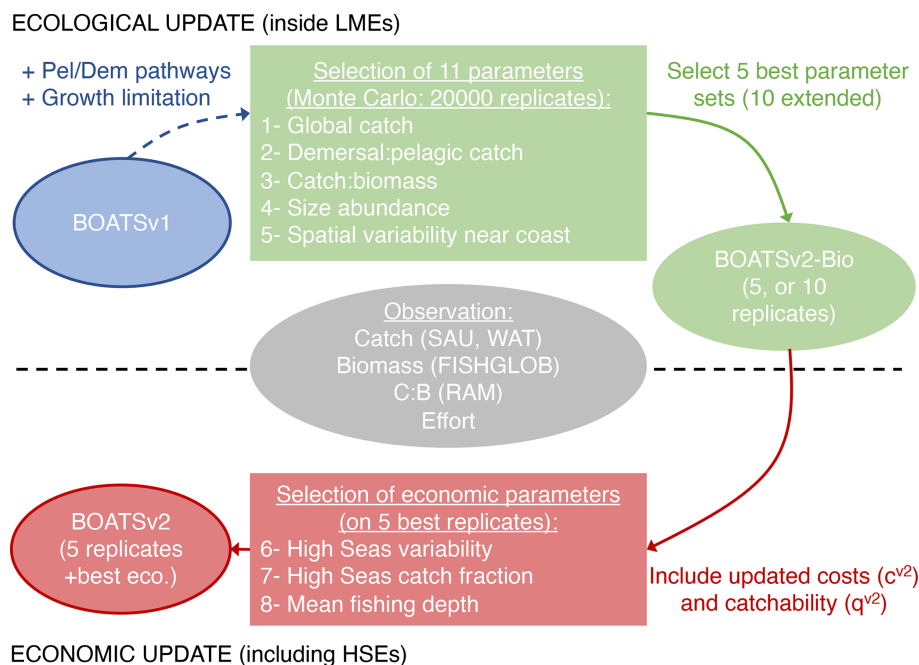 ECOLOGICAL UPDATE (inside LMEs)
+ Pel/Dem pathways
+ Growth limitation
BOATSv1
Selection of 11 parameters
(Monte Carlo: 20000 replicates):
1- Global catch
2- Demersal:pelagic catch
3- Catch:biomass
4- Size abundance
5- Spatial variability near coast
Select 5 best parameter
sets (10 extended)
BOATSv2-Bio
(5, or 10
replicates)
Observation:
Catch (SAU, WAT)
Biomass (FISHGLOB)
C:B (RAM)
Effort
Include updated costs (c^v2)
and catchability (q^v2)
Selection of economic parameters
(on 5 best replicates):
6- High Seas variability
7- High Seas catch fraction
8- Mean fishing depth
BOATSv2
(5 replicates
+best eco.)
ECONOMIC UPDATE (including HSEs)